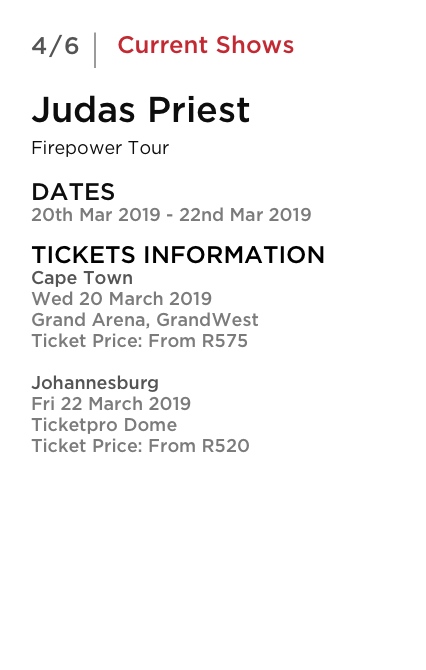 4/6 | Current Shows
Judas Priest
Firepower Tour
DATES
20th Mar 2019 - 22nd Mar 2019
TICKETS INFORMATION
Cape Town
Wed 20 March 2019
Grand Arena, GrandWest
Ticket Price: From R575
Johannesburg
Fri 22 March 2019
Ticketpro Dome
Ticket Price: From R520